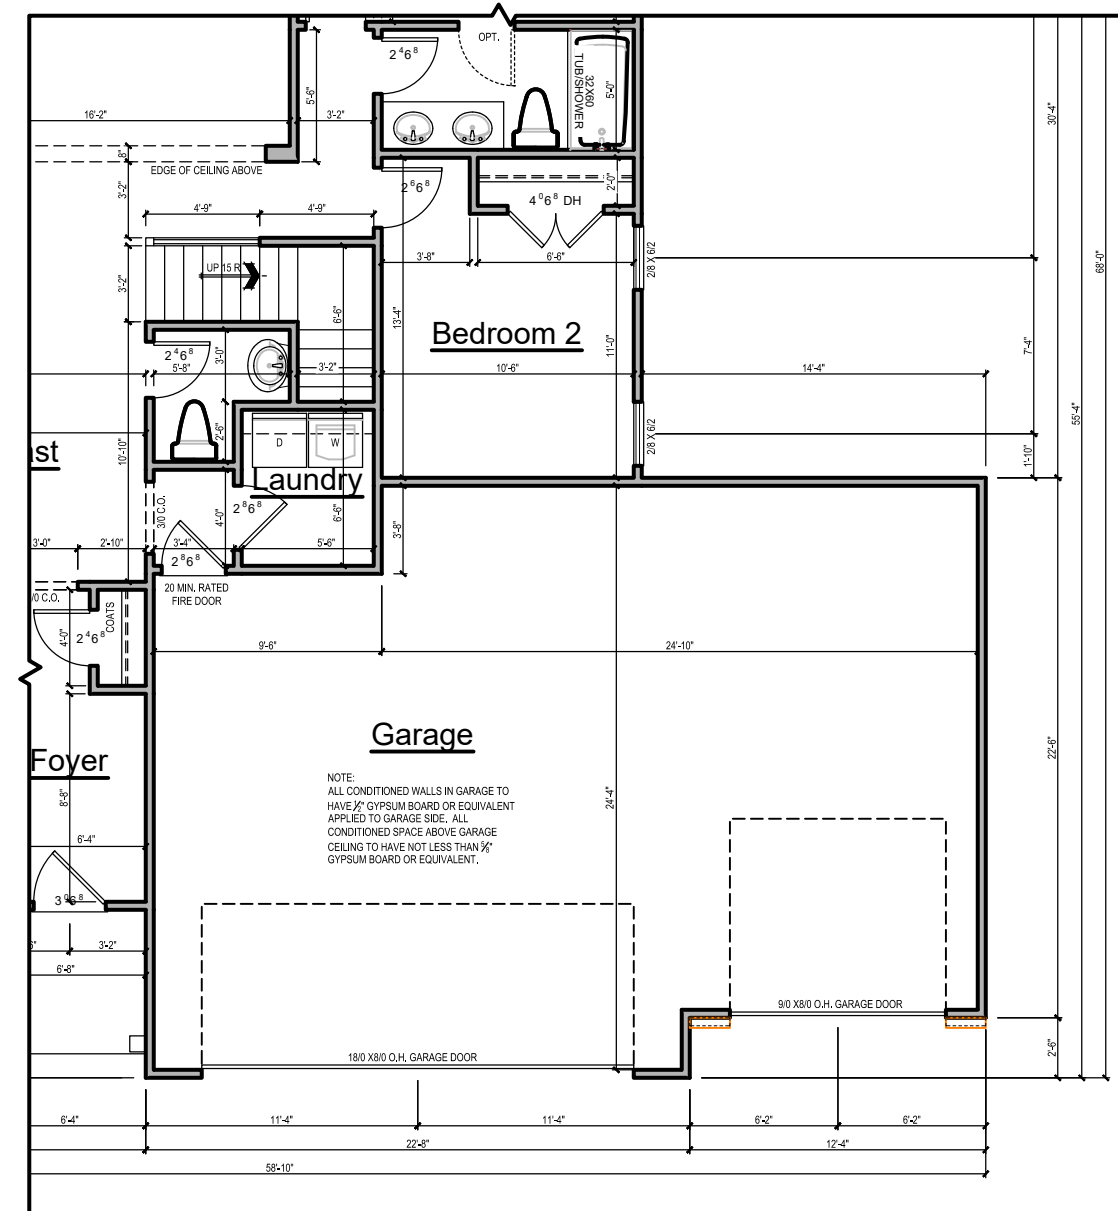 OPT.
2⁴6⁸
32X60
TUB/SHOWER
5'-0"
5'-6"
16'-2"
3'-2"
30'-4"
8"
EDGE OF CEILING ABOVE
3'-2"
2⁶6⁸
2'-0"
4⁰6⁸ DH
4'-9"
4'-9"
3'-8"
6'-6"
2/8 X 6/2
68'-0"
UP 15 R
3'-2"
6'-6"
13'-4"
Bedroom 2
11'-0"
7'-4"
2⁴6⁸
3'-0"
5'-8"
3'-2"
10'-6"
14'-4"
55'-4"
2'-6"
D
W
2/8 X 6/2
ast
10'-10"
1'-10"
Laundry
3/0 C.O.
4'-0"
2⁸6⁸
6'-6"
3'-8"
3'-0"
2'-10"
3'-4"
5'-6"
2⁸6⁸
20 MIN. RATED
FIRE DOOR
/0 C.O.
COATS
4'-0"
2⁴6⁸
9'-6"
24'-10"
Garage
Foyer
22'-6"
NOTE:
ALL CONDITIONED WALLS IN GARAGE TO
HAVE ½" GYPSUM BOARD OR EQUIVALENT
APPLIED TO GARAGE SIDE. ALL
CONDITIONED SPACE ABOVE GARAGE
CEILING TO HAVE NOT LESS THAN ⅝"
GYPSUM BOARD OR EQUIVALENT.
24'-4"
8'-8"
6'-4"
3⁰6⁸
6"
3'-2"
6'-8"
9/0 X8/0 O.H. GARAGE DOOR
18/0 X8/0 O.H. GARAGE DOOR
2'-6"
6'-4"
11'-4"
11'-4"
6'-2"
6'-2"
22'-8"
12'-4"
58'-10"